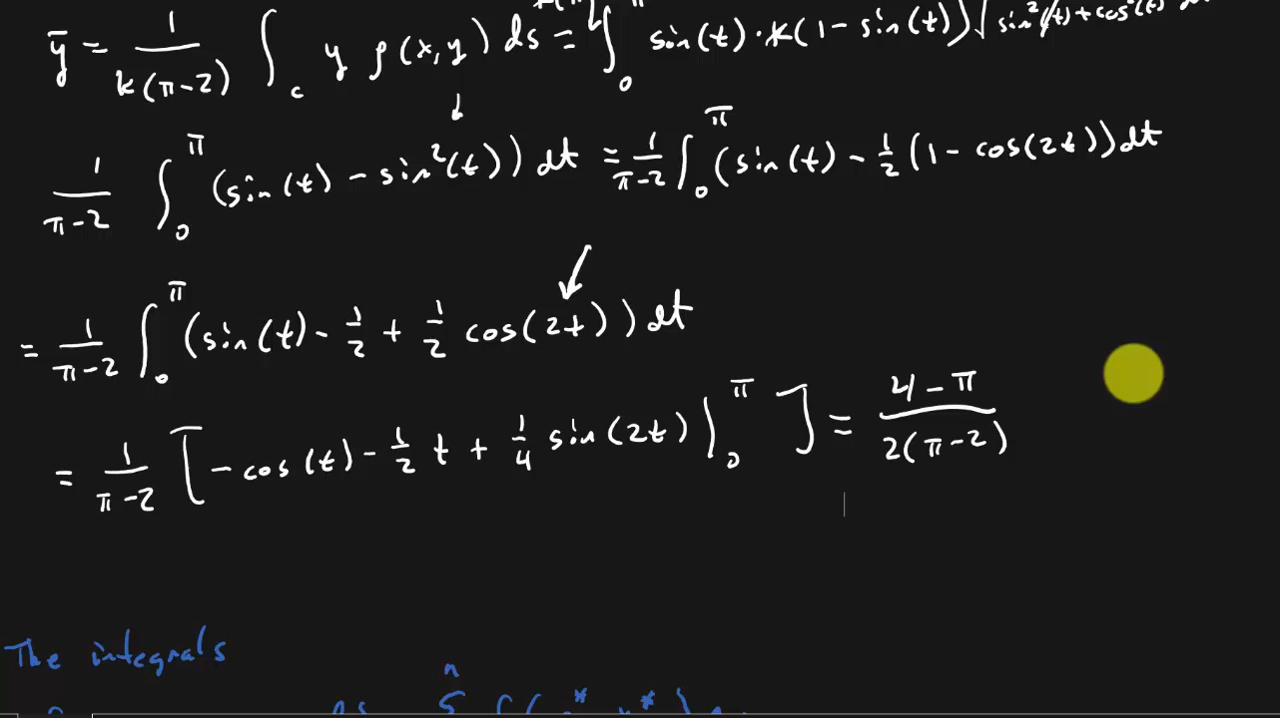 ȳ = 1/(k(π-2)) ∫_c y ρ(x,y) ds = ∫_0^π sin(t)·k(1-sin(t))√(sin²(t)+cos²(t))
1/(π-2) ∫_0^π (sin(t) - sin²(t)) dt = 1/(π-2) ∫_0^π (sin(t) - 1/2(1-cos(2t)) dt
= 1/(π-2) ∫_0^π (sin(t) - 1/2 + 1/2 cos(2t)) dt
= 1/(π-2) [-cos(t) - 1/2 t + 1/4 sin(2t)|_0^π] = (4-π)/(2(π-2))
The integrals